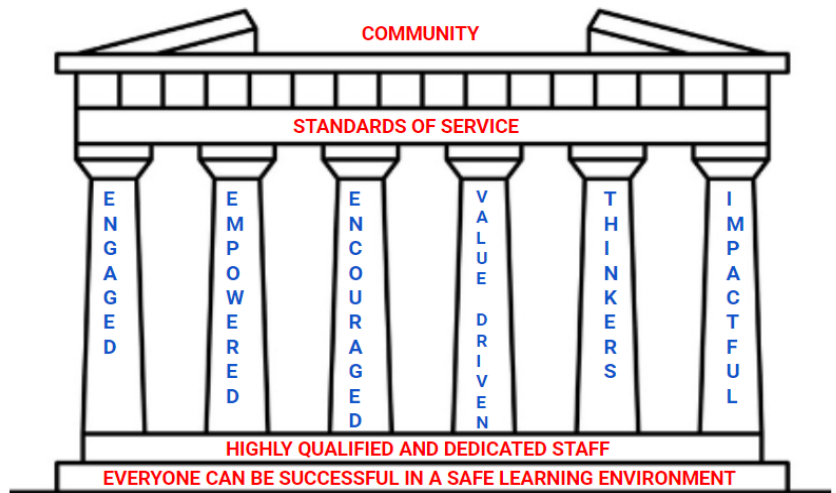 COMMUNITY
STANDARDS OF SERVICE
ENGAGED
EMPOWERED
ENCOURAGED
VALUE DRIVEN
THINKERS
IMPACTFUL
HIGHLY QUALIFIED AND DEDICATED STAFF
EVERYONE CAN BE SUCCESSFUL IN A SAFE LEARNING ENVIRONMENT